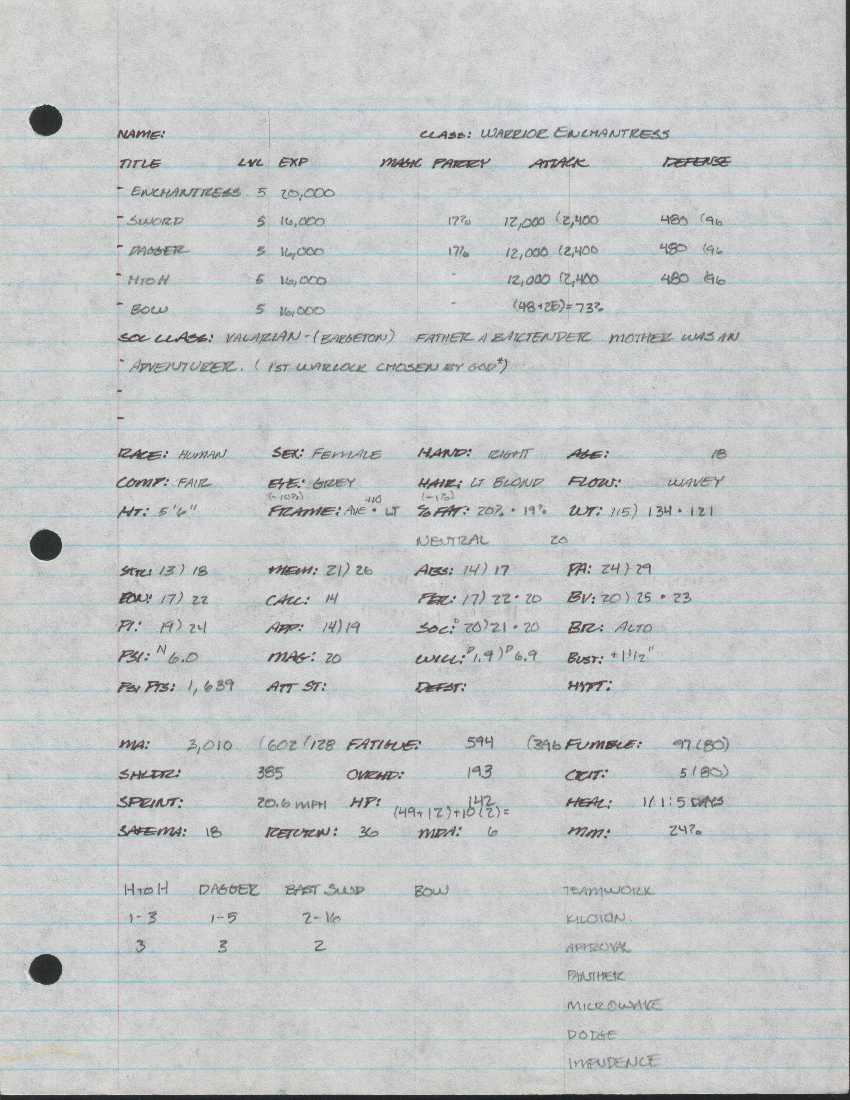 NAME: CLASS: WARRIOR ENCHANTRESS
TITLE LVL EXP MAGIC PARRY ATTACK DEFENSE
- ENCHANTRESS 5 20,000
- SWORD 5 16,000 17% 12,000 (2,400 480 (96
- DAGGER 5 16,000 17% 12,000 (2,400 480 (96
- HTOH 5 16,000 - 12,000 (2,400 480 (96
- BOW 5 16,000 - (48+25)=73%
SOC CLASS: VALARIAN - (BARGETON) FATHER A BARTENDER MOTHER WAS AN
- ADVENTURER. (1ST WARLOCK CHOSEN BY GOD*)
-
-
RACE: HUMAN SEX: FEMALE HAND: RIGHT AGE: 18
COMP: FAIR EYE: GREY HAIR: LT BLOND FLOW: WAVEY
(-10%) (-1%)
HT: 5'6" FRAME: AVE • LT % FAT: 20% • 19% WT: 115) 134 • 121
NEUTRAL 20
STR: 13) 18 MEM: 21) 26 ABS: 14) 17 PA: 24) 29
CON: 17) 22 CALC: 14 PER: 17) 22 • 20 BV: 20) 25 • 23
PI: 19) 24 APP: 14) 19 SOC: 20) 21 • 20 BR: ALTO
PSI: N 6.0 MAG: 20 WILL: P 1.9) P 6.9 BUST: +1 1/2"
PSI PTS: 1,639 ATT ST: DEFST: HYPT:
MA: 3,010 (602 /128 FATIGUE: 594 (396 FUMBLE: 97 (80)
SHLDR: 385 OVRHD: 193 CRIT: 5 (80)
SPRINT: 20.6 MPH HP: 142 HEAL: 1/1:5 DAYS
(49+12)+10(2)=
SAFE MA: 18 RETURN: 36 MDA: 6 MM: 24%
HTOH DAGGER BAST SWD BOW TEAMWORK
1-3 1-5 2-16 KILOTON
3 3 2 APPROVAL
PANTHER
MICROWAVE
DODGE
IMPENDENCE